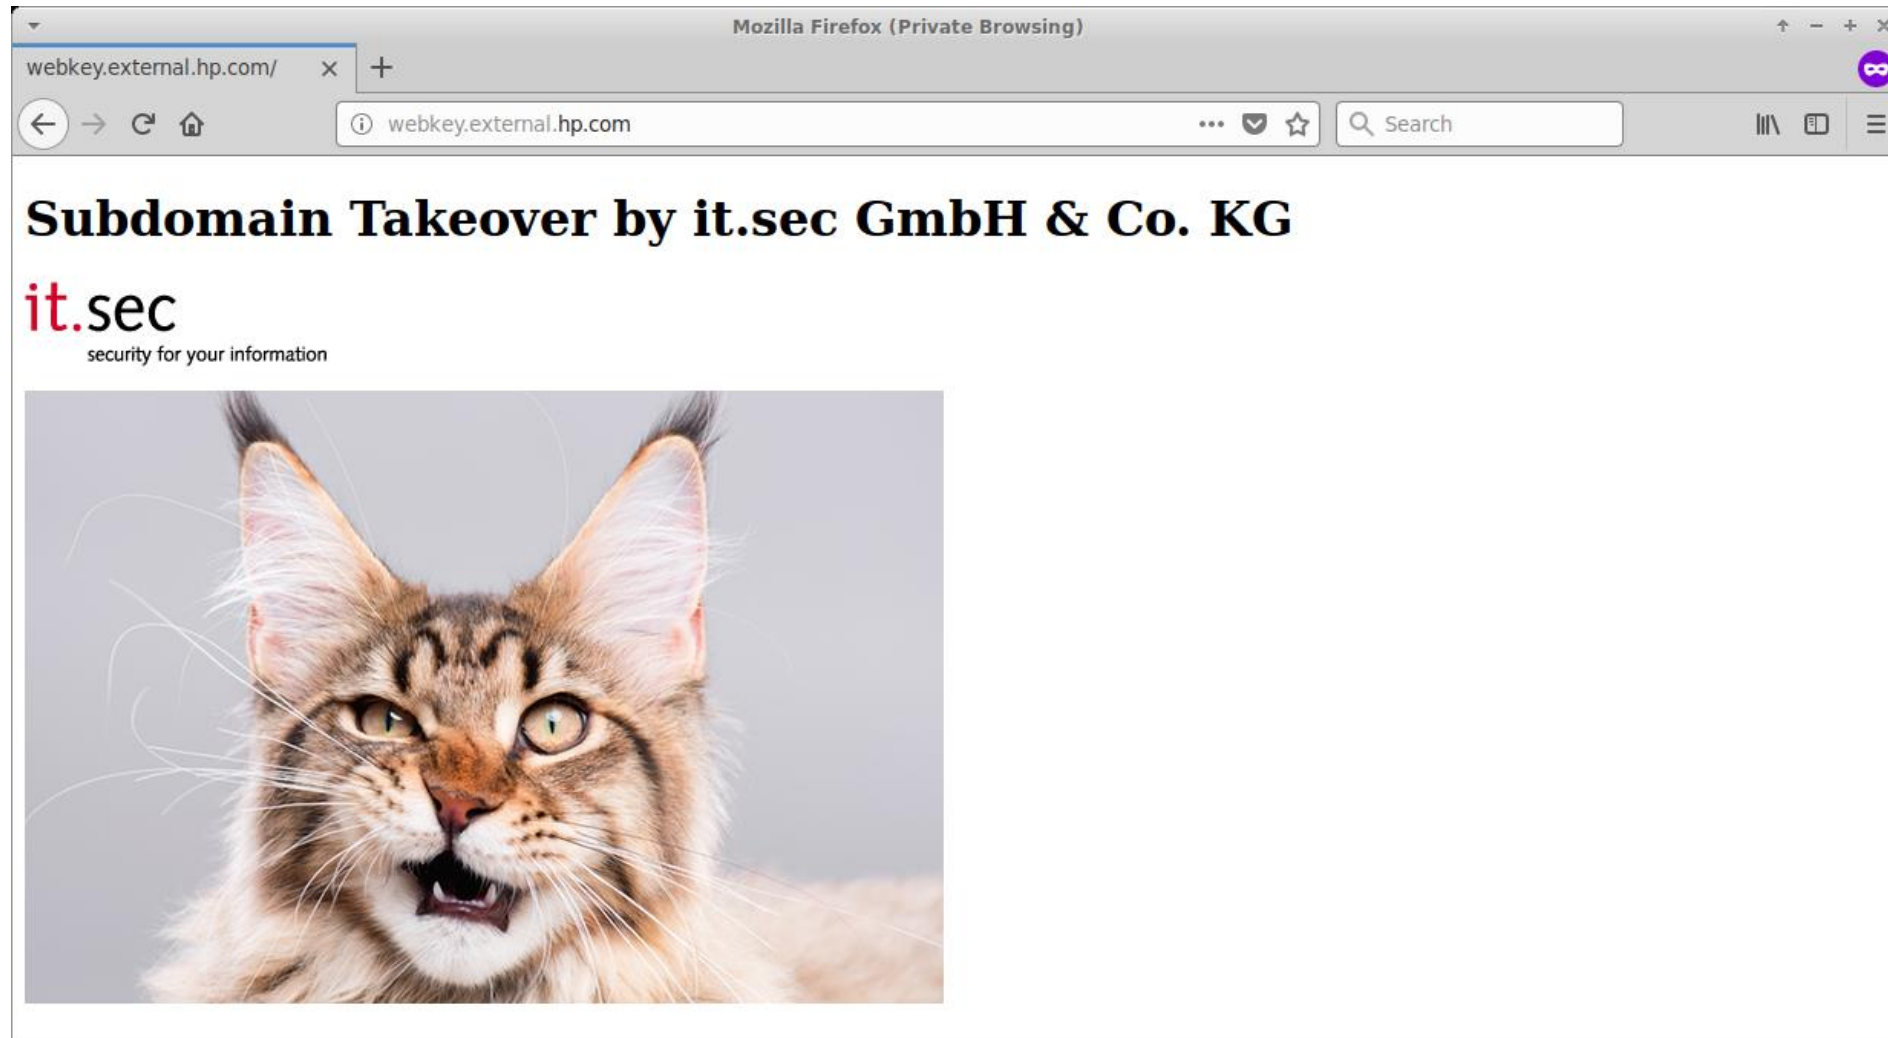 Mozilla Firefox (Private Browsing)
webkey.external.hp.com/
webkey.external.hp.com
Search
Subdomain Takeover by it.sec GmbH & Co. KG
it.sec
security for your information